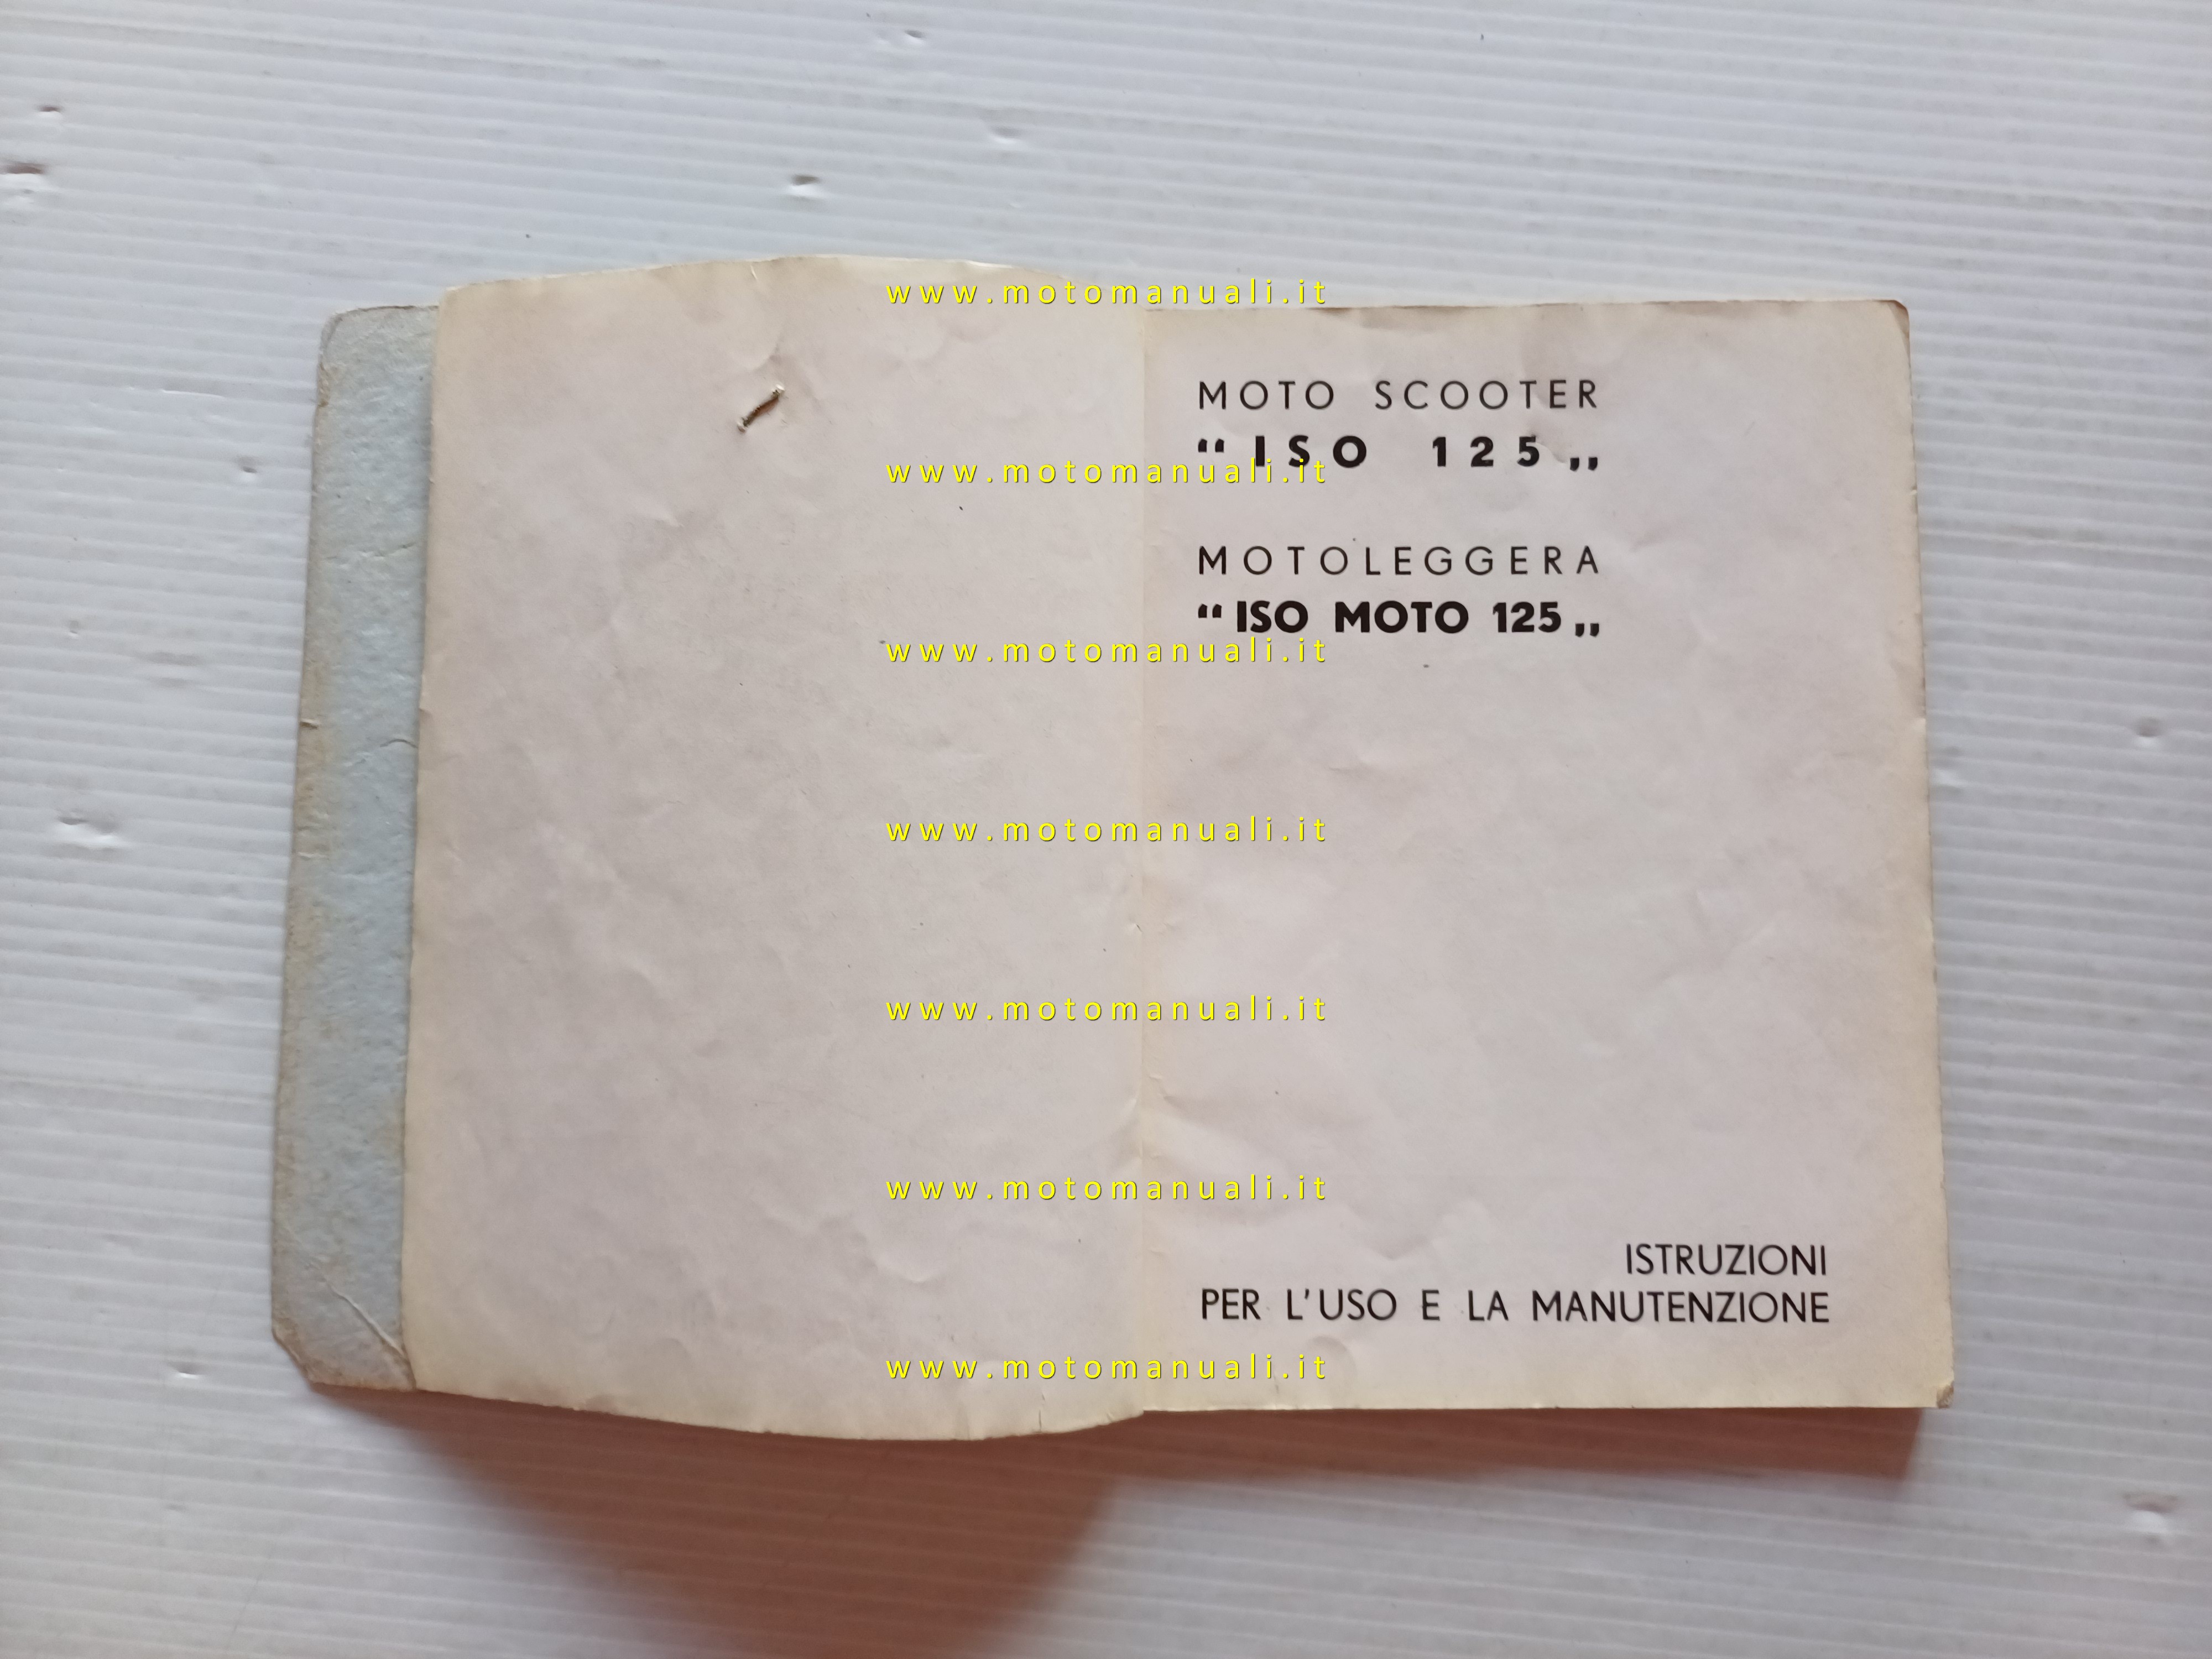 www.motomanuali.it
MOTO SCOOTER
“ ISO 125 „
www.motomanuali.it
MOTOLEGGERA
“ ISO MOTO 125 „
www.motomanuali.it
www.motomanuali.it
www.motomanuali.it
www.motomanuali.it
ISTRUZIONI
PER L'USO E LA MANUTENZIONE
www.motomanuali.it